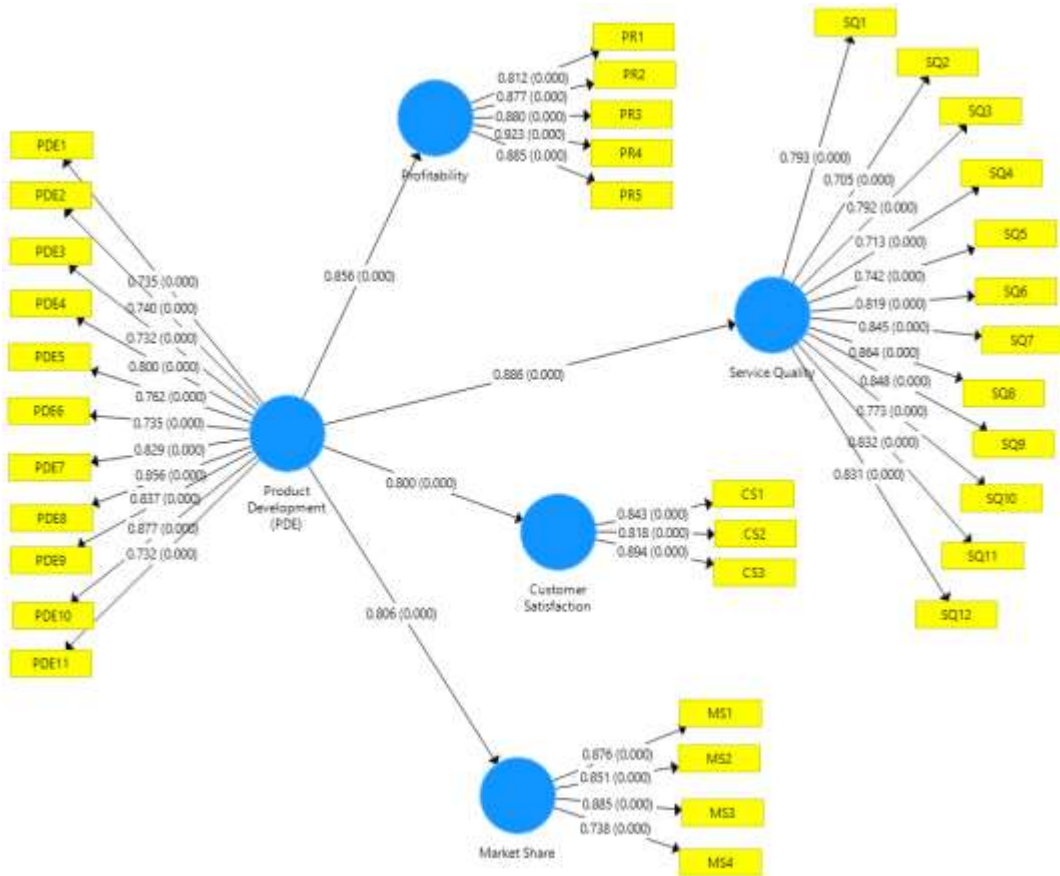 PDE1
PDE2
PDE3
PDE4
PDE5
PDE6
PDE7
PDE8
PDE9
PDE10
PDE11
0.735 (0.000)
0.740 (0.000)
0.732 (0.000)
0.800 (0.000)
0.762 (0.000)
0.735 (0.000)
0.829 (0.000)
0.856 (0.000)
0.837 (0.000)
0.877 (0.000)
0.732 (0.000)
Product
Development
(PDE)
0.856 (0.000)
0.886 (0.000)
0.800 (0.000)
0.806 (0.000)
Profitability
0.812 (0.000)
0.877 (0.000)
0.880 (0.000)
0.923 (0.000)
0.885 (0.000)
PR1
PR2
PR3
PR4
PR5
Service Quality
0.793 (0.000)
0.705 (0.000)
0.792 (0.000)
0.713 (0.000)
0.742 (0.000)
0.819 (0.000)
0.845 (0.000)
0.864 (0.000)
0.848 (0.000)
0.773 (0.000)
0.832 (0.000)
0.831 (0.000)
SQ1
SQ2
SQ3
SQ4
SQ5
SQ6
SQ7
SQ8
SQ9
SQ10
SQ11
SQ12
Customer
Satisfaction
0.843 (0.000)
0.818 (0.000)
0.894 (0.000)
CS1
CS2
CS3
Market Share
0.876 (0.000)
0.851 (0.000)
0.885 (0.000)
0.738 (0.000)
MS1
MS2
MS3
MS4